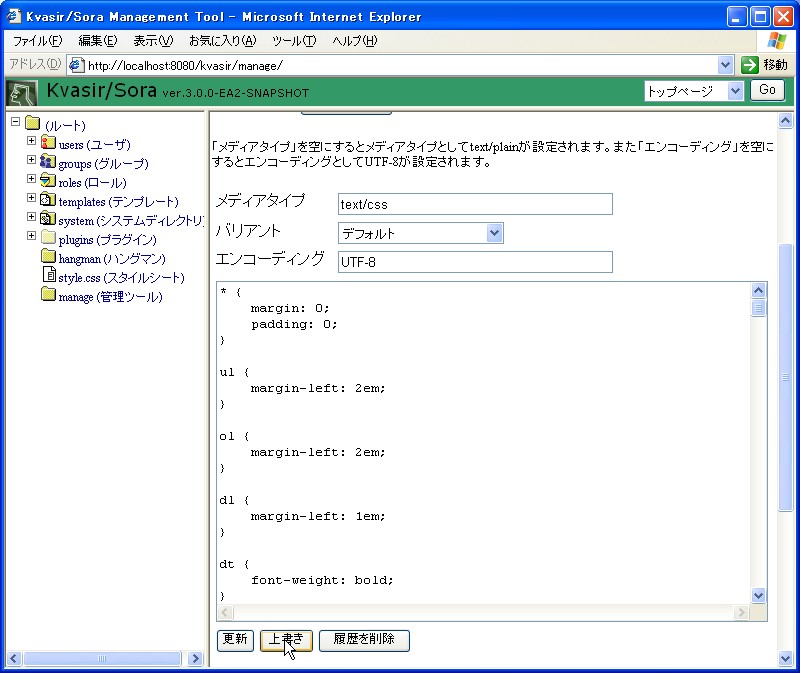 Kvasir/Sora Management Tool - Microsoft Internet Explorer
ファイル(F) 編集(E) 表示(V) お気に入り(A) ツール(T) ヘルプ(H)
アドレス(D) http://localhost:8080/kvasir/manage/ 移動
Kvasir/Sora ver.3.0.0-EA2-SNAPSHOT トップページ Go
(ルート)
users (ユーザ)
groups (グループ)
roles (ロール)
templates (テンプレート)
system (システムディレクトリ)
plugins (プラグイン)
hangman (ハングマン)
style.css (スタイルシート)
manage (管理ツール)
「メディアタイプ」を空にするとメディアタイプとしてtext/plainが設定されます。また「エンコーディング」を空に
するとエンコーディングとしてUTF-8が設定されます。
メディアタイプ text/css
バリアント デフォルト
エンコーディング UTF-8
* {
    margin: 0;
    padding: 0;
}
ul {
    margin-left: 2em;
}
ol {
    margin-left: 2em;
}
dl {
    margin-left: 1em;
}
dt {
    font-weight: bold;
}
更新 上書き 履歴を削除